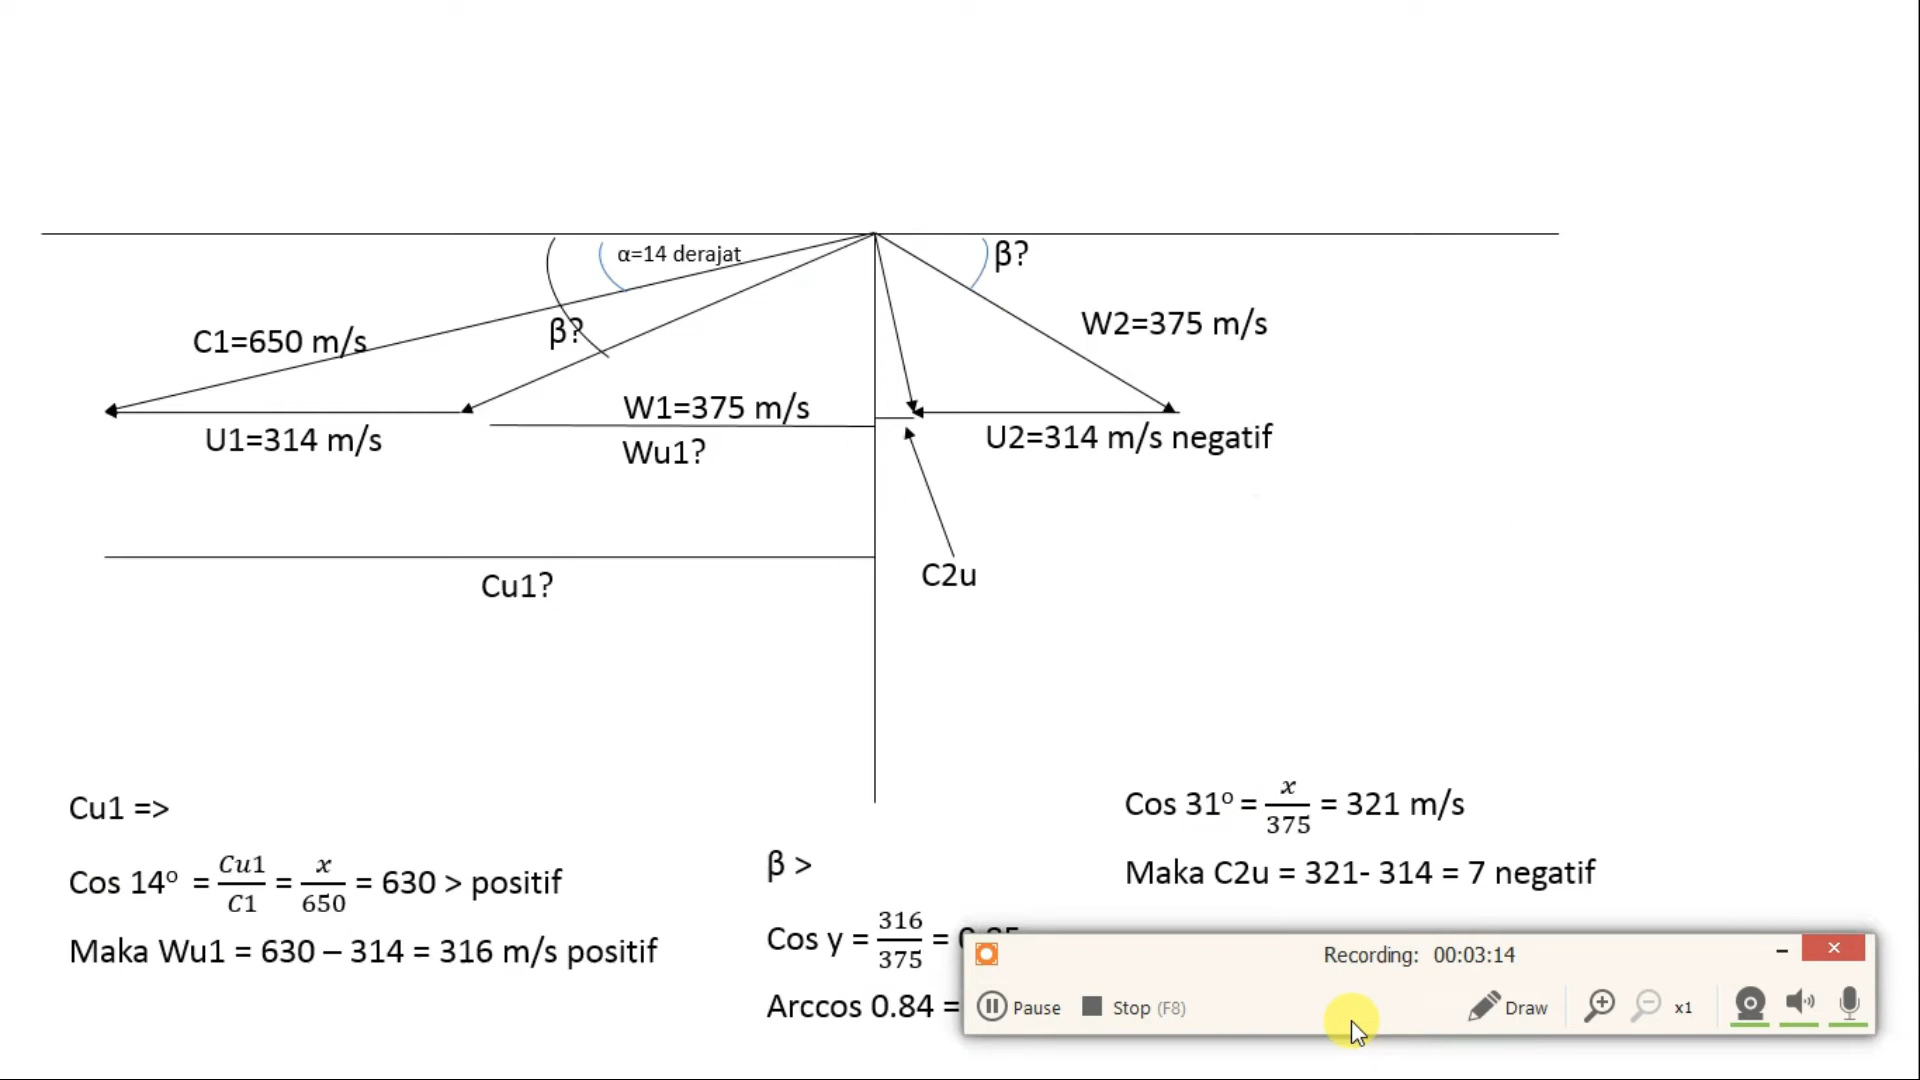 α=14 derajat
β?
β?
C1=650 m/s
W2=375 m/s
W1=375 m/s
U1=314 m/s
Wu1?
U2=314 m/s negatif
Cu1?
C2u
Cu1 =>
Cos 14º = Cu1/C1 = x/650 = 630 > positif
Maka Wu1 = 630 – 314 = 316 m/s positif
β >
Cos y = 316/375 =
Arccos 0.84 =
Cos 31º = x/375 = 321 m/s
Maka C2u = 321- 314 = 7 negatif
Recording: 00:03:14
Pause Stop (F8) Draw x1